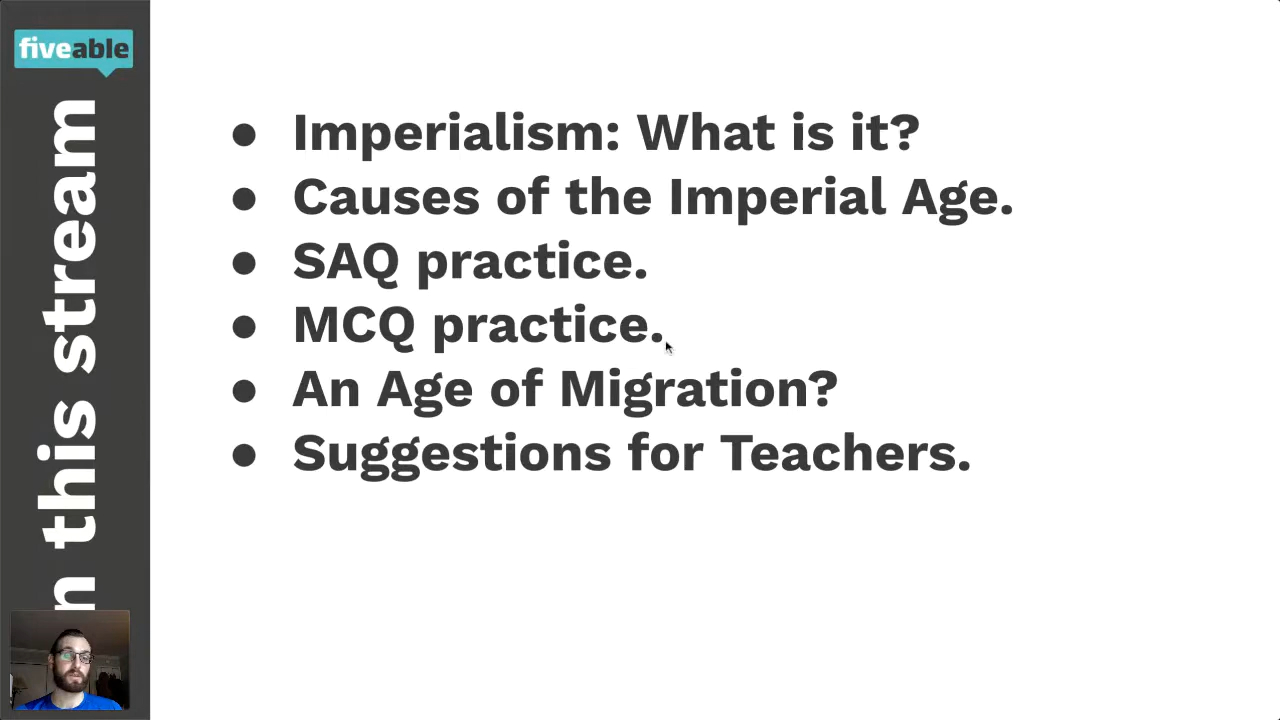 fiveable
n this stream
● Imperialism: What is it?
● Causes of the Imperial Age.
● SAQ practice.
● MCQ practice.
● An Age of Migration?
● Suggestions for Teachers.